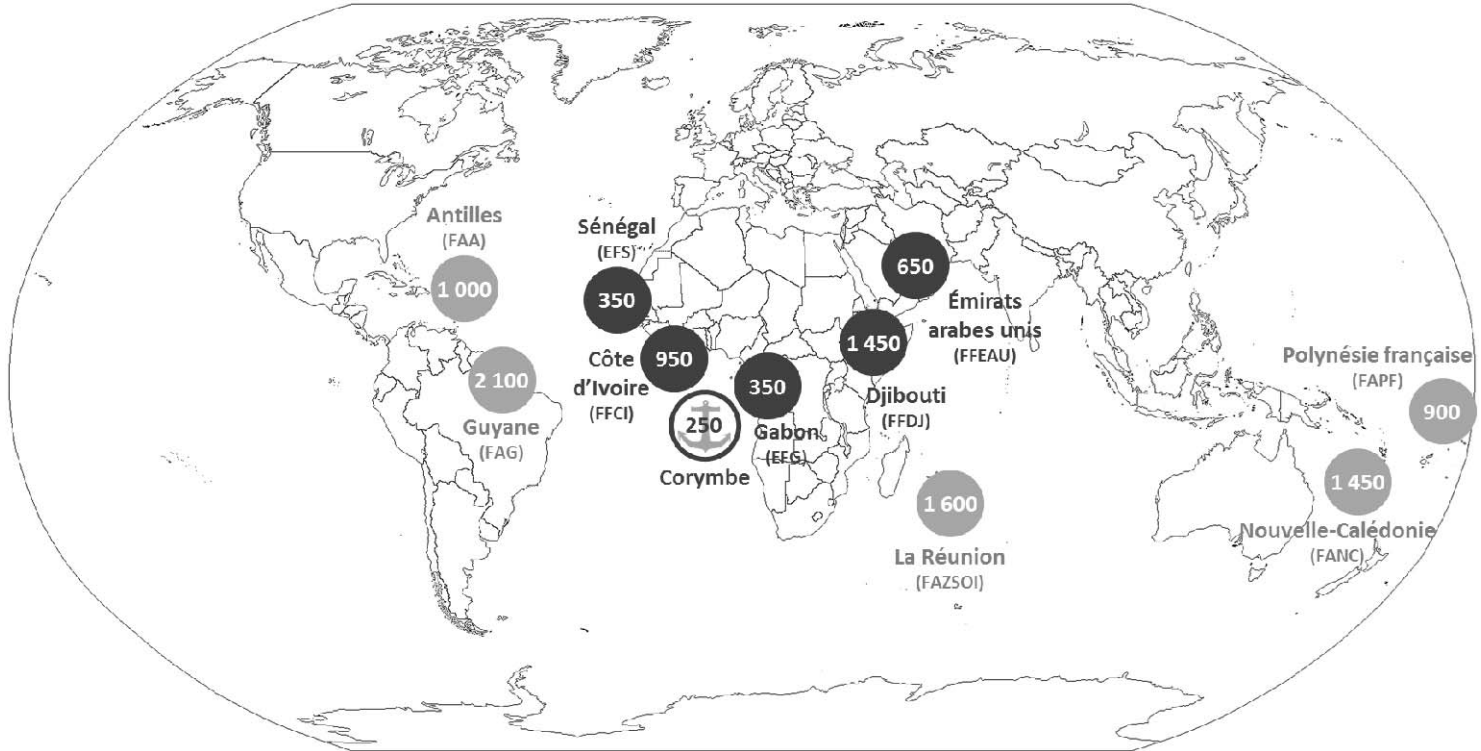 Antilles
(FAA)
1 000
2 100
Guyane
(FAG)
Sénégal
(EFS)
350
950
Côte
d'Ivoire
(FFCI)
250
Corymbe
350
Gabon
(EFG)
650
Émirats
arabes unis
(FFEAU)
1 450
Djibouti
(FFDJ)
1 600
La Réunion
(FAZSOI)
Polynésie française
(FAPF)
900
1 450
Nouvelle-Calédonie
(FANC)